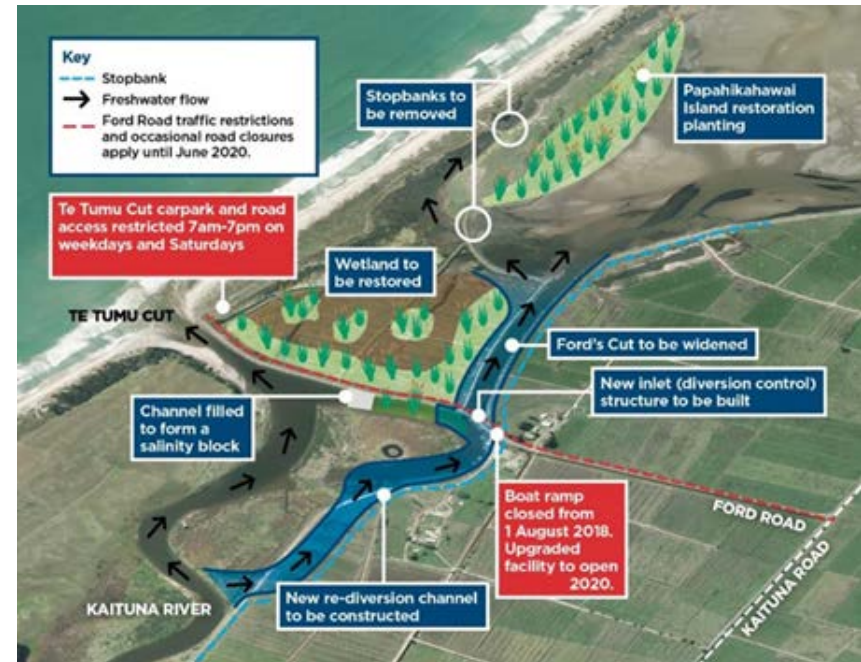 Key
Stopbank
Freshwater flow
Ford Road traffic restrictions
and occasional road closures
apply until June 2020.
Stopbanks to
be removed
Papahikahawai
Island restoration
planting
Te Tumu Cut carpark and road
access restricted 7am-7pm on
weekdays and Saturdays
Wetland to
be restored
TE TUMU CUT
Ford's Cut to be widened
New inlet (diversion control)
structure to be built
Channel filled
to form a
salinity block
Boat ramp
closed from
1 August 2018.
Upgraded
facility to open
2020.
FORD ROAD
KAITUNA ROAD
KAITUNA RIVER
New re-diversion channel
to be constructed